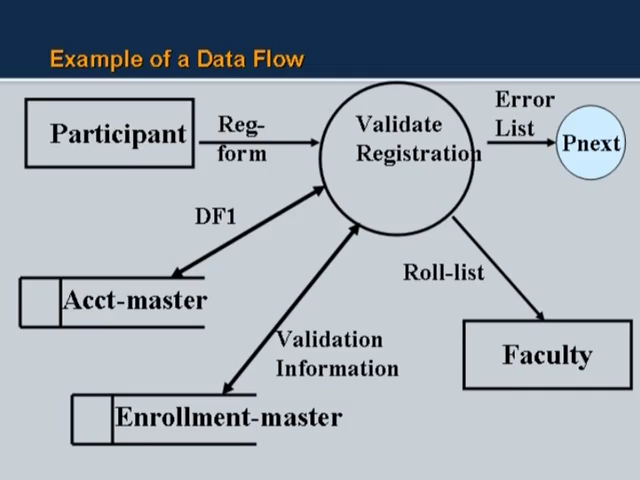 Example of a Data Flow
Participant
Reg-
form
Validate
Registration
Error
List
Pnext
DF1
Roll-list
Acct-master
Validation
Information
Faculty
Enrollment-master